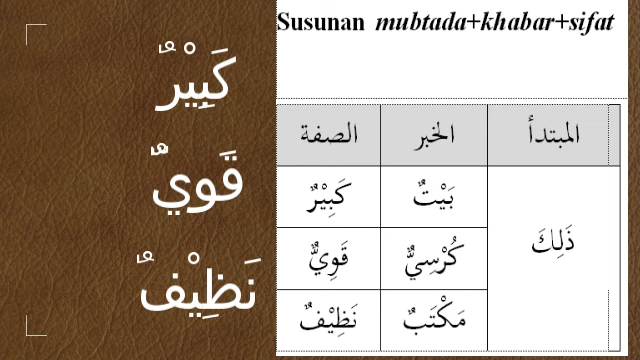 كَبِيْرٌ
قَوِيٌّ
نَظِيْفٌ
Susunan mubtada+khabar+sifat
المبتدأ الخبر الصفة
ذَلِكَ
بَيْتٌ كَبِيْرٌ
كُرْسِيٌّ قَوِيٌّ
مَكْتَبٌ نَظِيْفٌ